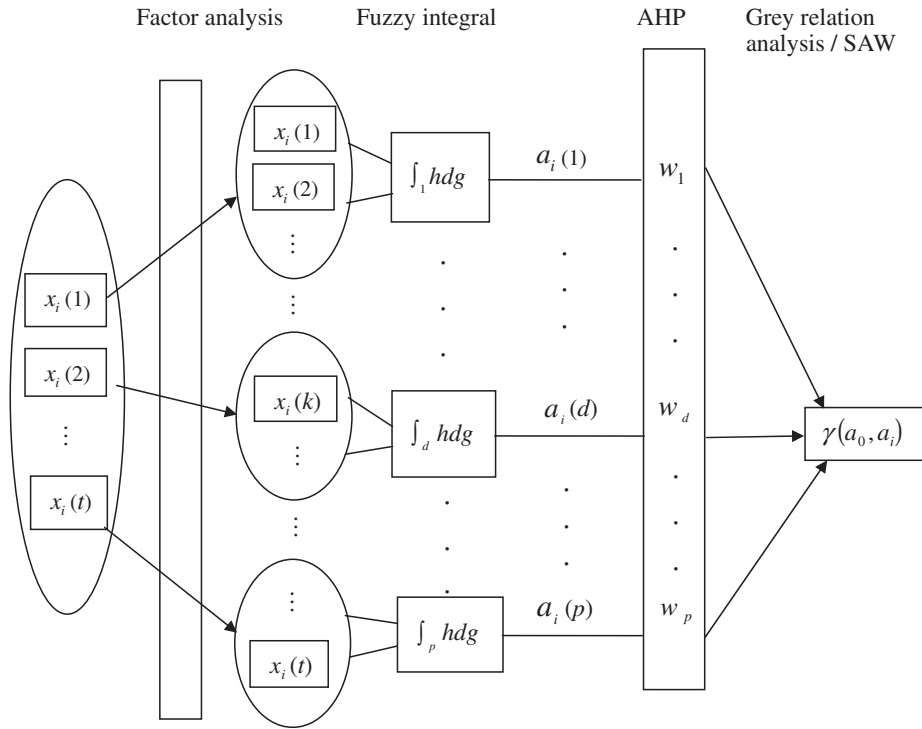 Factor analysis
Fuzzy integral
AHP
Grey relation
analysis / SAW
x_i(1)
x_i(2)
⋮
x_i(t)
x_i(1)
x_i(2)
⋮
⋮
x_i(k)
⋮
⋮
⋮
x_i(t)
∫_1 hdg
∫_d hdg
∫_p hdg
a_i(1)
a_i(d)
a_i(p)
w_1
w_d
w_p
γ(a_0, a_i)